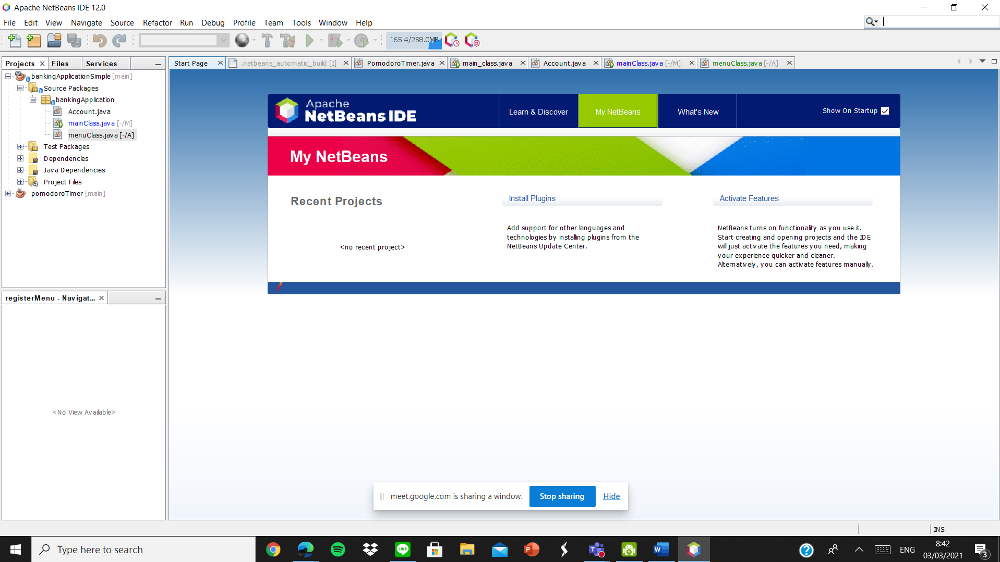 Apache NetBeans IDE 12.0
File Edit View Navigate Source Refactor Run Debug Profile Team Tools Window Help
165.4/258.0MB
Projects Files Services
Start Page .netbeans_automatic_build [I] PomodoroTimer.java main_class.java Account.java mainClass.java [-/M] menuClass.java [-/A]
bankingApplicationSimple [main]
Source Packages
bankingApplication
Account.java
mainClass.java [-/M]
menuClass.java [-/A]
Test Packages
Dependencies
Java Dependencies
Project Files
pomodoroTimer [main]
registerMenu - Navigat...
<No View Available>
Apache
NetBeans IDE
Learn & Discover
My NetBeans
What's New
Show On Startup
My NetBeans
Recent Projects
<no recent project>
Install Plugins
Add support for other languages and
technologies by installing plugins from the
NetBeans Update Center.
Activate Features
NetBeans turns on functionality as you use it.
Start creating and opening projects and the IDE
will just activate the features you need, making
your experience quicker and cleaner.
Alternatively, you can activate features manually.
meet.google.com is sharing a window. Stop sharing Hide
INS
Type here to search
LINE
ENG
8:42
03/03/2021
3